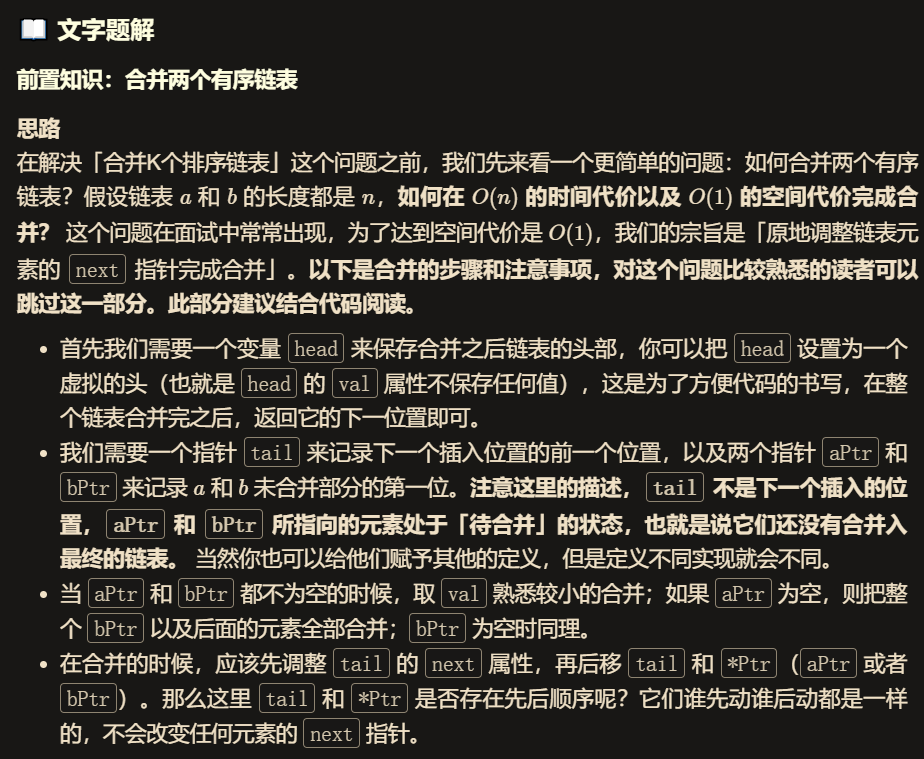 📖 文字题解
前置知识：合并两个有序链表
思路
在解决「合并K个排序链表」这个问题之前，我们先来看一个更简单的问题：如何合并两个有序
链表？假设链表 a 和 b 的长度都是 n，如何在 O(n) 的时间代价以及 O(1) 的空间代价完成合
并？ 这个问题在面试中常常出现，为了达到空间代价是 O(1)，我们的宗旨是「原地调整链表元
素的 next 指针完成合并」。以下是合并的步骤和注意事项，对这个问题比较熟悉的读者可以
跳过这一部分。此部分建议结合代码阅读。
• 首先我们需要一个变量 head 来保存合并之后链表的头部，你可以把 head 设置为一个
虚拟的头（也就是 head 的 val 属性不保存任何值），这是为了方便代码的书写，在整
个链表合并完之后，返回它的下一位置即可。
• 我们需要一个指针 tail 来记录下一个插入位置的前一个位置，以及两个指针 aPtr 和
bPtr 来记录 a 和 b 未合并部分的第一位。注意这里的描述，tail 不是下一个插入的位
置，aPtr 和 bPtr 所指向的元素处于「待合并」的状态，也就是说它们还没有合并入
最终的链表。 当然你也可以给他们赋予其他的定义，但是定义不同实现就会不同。
• 当 aPtr 和 bPtr 都不为空的时候，取 val 熟悉较小的合并；如果 aPtr 为空，则把整
个 bPtr 以及后面的元素全部合并；bPtr 为空时同理。
• 在合并的时候，应该先调整 tail 的 next 属性，再后移 tail 和 *Ptr（aPtr 或者
bPtr）。那么这里 tail 和 *Ptr 是否存在先后顺序呢？它们谁先动谁后动都是一样
的，不会改变任何元素的 next 指针。